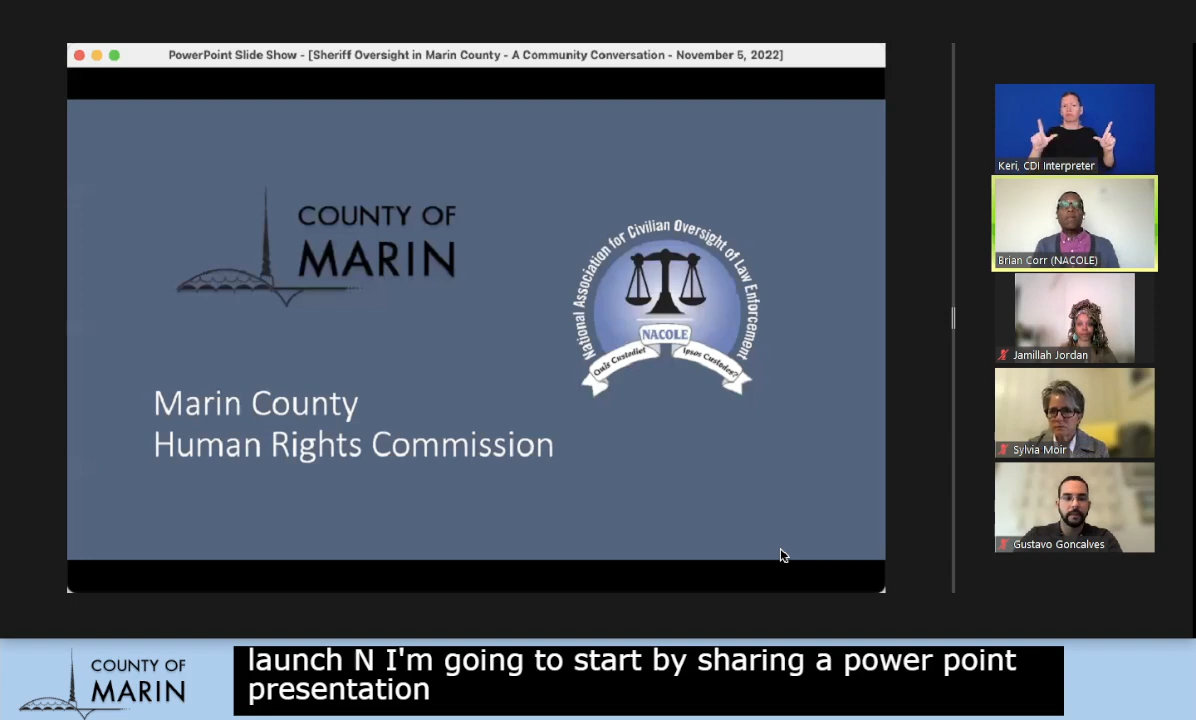 PowerPoint Slide Show - [Sheriff Oversight in Marin County - A Community Conversation - November 5, 2022]
COUNTY OF
MARIN
National Association for Civilian Oversight of Law Enforcement
NACOLE
Quis Custodiet
Ipsos Custodes?
Marin County
Human Rights Commission
Keri, CDI Interpreter
Brian Corr (NACOLE)
Jamillah Jordan
Sylvia Moir
Gustavo Goncalves
COUNTY OF
MARIN
launch N I'm going to start by sharing a power point
presentation